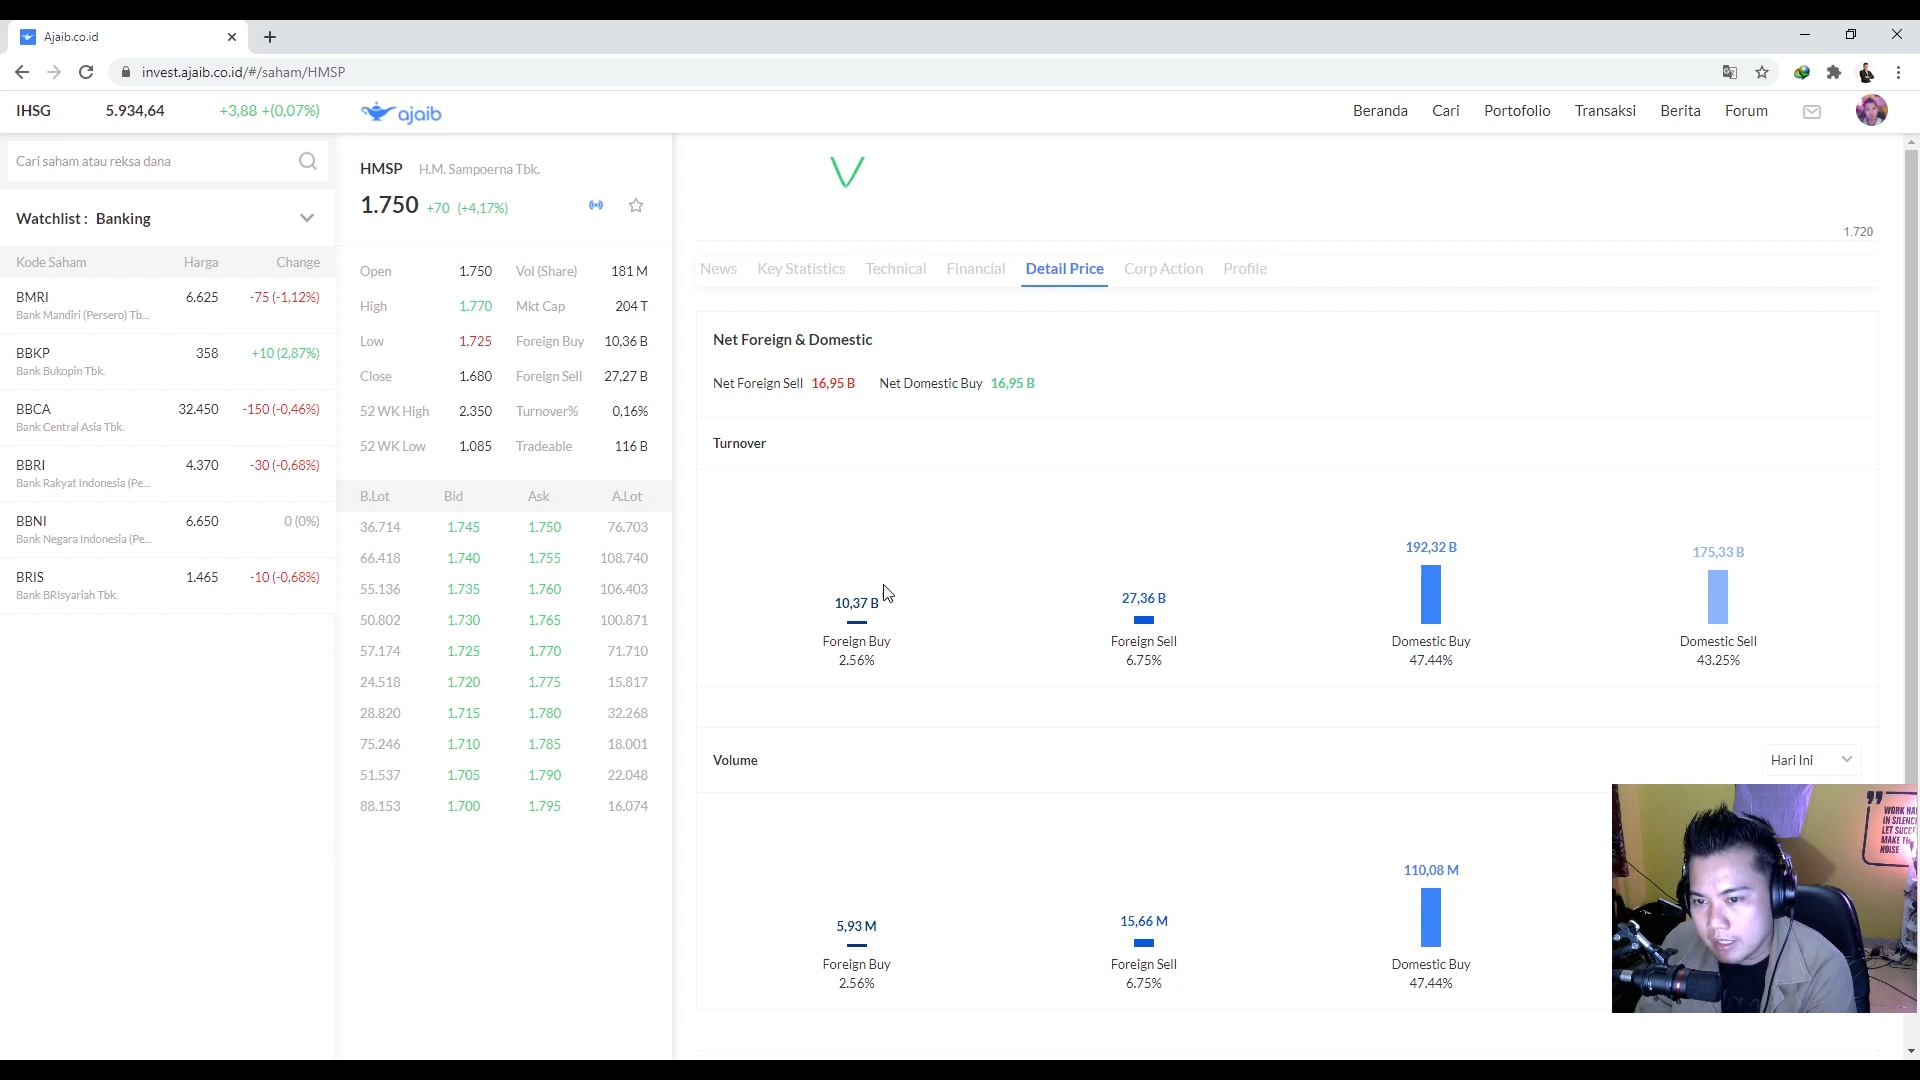 Ajaib.co.id
invest.ajaib.co.id/#/saham/HMSP
IHSG 5.934,64 +3,88 +(0,07%)
ajaib
Beranda Cari Portofolio Transaksi Berita Forum
Cari saham atau reksa dana
Watchlist : Banking
Kode Saham Harga Change
BMRI 6.625 -75 (-1,12%)
Bank Mandiri (Persero) Tb...
BBKP 358 +10 (2,87%)
Bank Bukopin Tbk.
BBCA 32.450 -150 (-0,46%)
Bank Central Asia Tbk.
BBRI 4.370 -30 (-0,68%)
Bank Rakyat Indonesia (Pe...
BBNI 6.650 0 (0%)
Bank Negara Indonesia (Pe...
BRIS 1.465 -10 (-0,68%)
Bank BRIsyariah Tbk.
HMSP H.M. Sampoerna Tbk.
1.750 +70 (+4,17%)
Open 1.750 Vol (Share) 181 M
High 1.770 Mkt Cap 204 T
Low 1.725 Foreign Buy 10,36 B
Close 1.680 Foreign Sell 27,27 B
52 WK High 2.350 Turnover% 0,16%
52 WK Low 1.085 Tradeable 116 B
B.Lot Bid Ask A.Lot
36.714 1.745 1.750 76.703
66.418 1.740 1.755 108.740
55.136 1.735 1.760 106.403
50.802 1.730 1.765 100.871
57.174 1.725 1.770 71.710
24.518 1.720 1.775 15.817
28.820 1.715 1.780 32.268
75.246 1.710 1.785 18.001
51.537 1.705 1.790 22.048
88.153 1.700 1.795 16.074
1.720
News Key Statistics Technical Financial Detail Price Corp Action Profile
Net Foreign & Domestic
Net Foreign Sell 16,95 B Net Domestic Buy 16,95 B
Turnover
10,37 B 27,36 B 192,32 B 175,33 B
Foreign Buy Foreign Sell Domestic Buy Domestic Sell
2.56% 6.75% 47.44% 43.25%
Volume Hari Ini
5,93 M 15,66 M 110,08 M
Foreign Buy Foreign Sell Domestic Buy
2.56% 6.75% 47.44%
WORK HA
IN SILENCE
LET SUCC
MAKE TH
NOISE